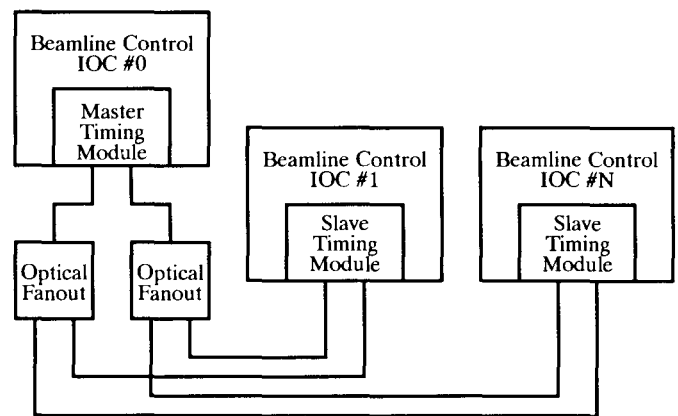 Beamline Control
IOC #0
Master
Timing
Module
Beamline Control
IOC #1
Slave
Timing
Module
Beamline Control
IOC #N
Slave
Timing
Module
Optical
Fanout
Optical
Fanout